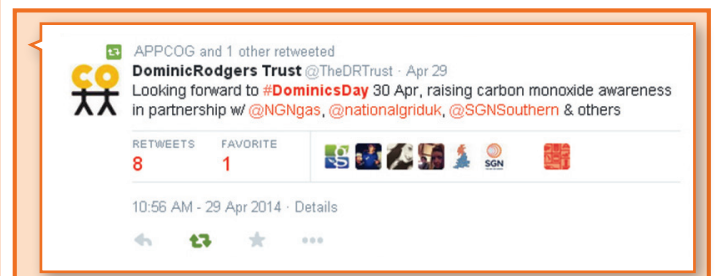 APPCOG and 1 other retweeted
CO
DominicRodgers Trust @TheDRTrust · Apr 29
Looking forward to #DominicsDay 30 Apr, raising carbon monoxide awareness
in partnership w/ @NGNgas, @nationalgriduk, @SGNSouthern & others
RETWEETS FAVORITE
8 1
SGN
10:56 AM - 29 Apr 2014 · Details